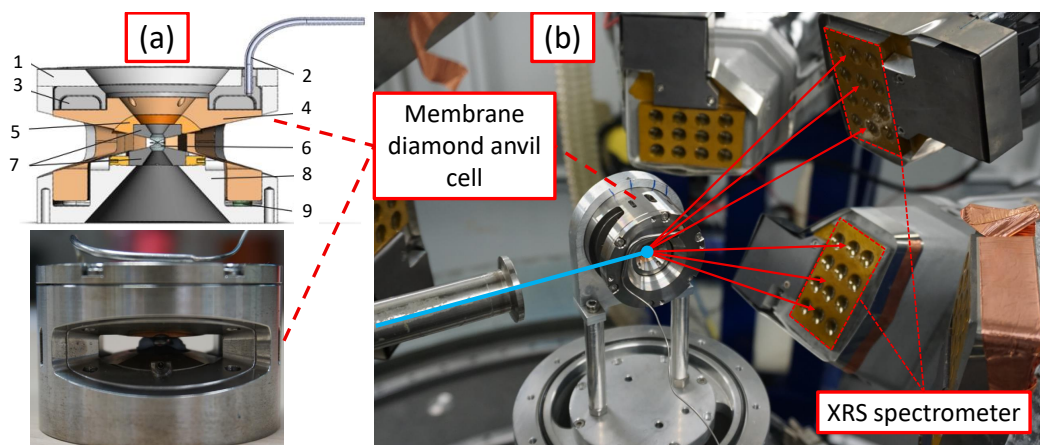 (a)
1
2
3
4
5
6
7
8
9
Membrane
diamond anvil
cell
(b)
XRS spectrometer